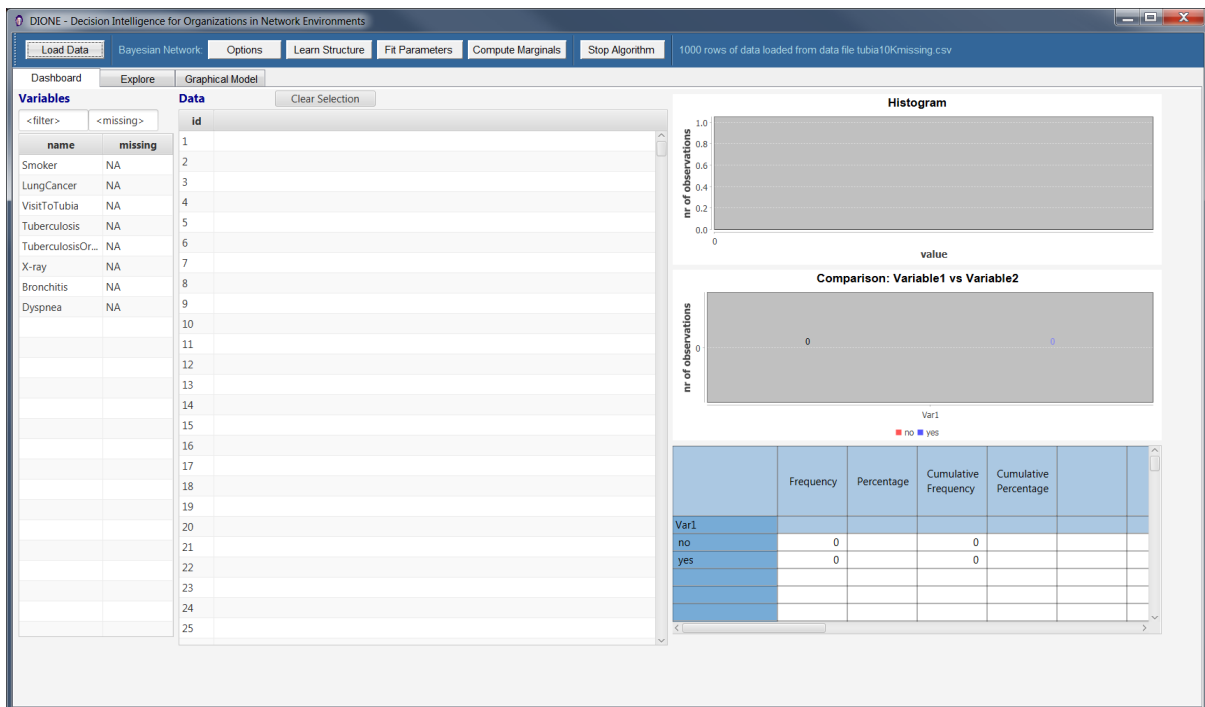 DIONE - Decision Intelligence for Organizations in Network Environments
Load Data Bayesian Network: Options Learn Structure Fit Parameters Compute Marginals Stop Algorithm 1000 rows of data loaded from data file tubia10Kmissing.csv
Dashboard Explore Graphical Model
Variables
<filter> <missing>
name missing
Smoker NA
LungCancer NA
VisitToTubia NA
Tuberculosis NA
TuberculosisOr... NA
X-ray NA
Bronchitis NA
Dyspnea NA
Data Clear Selection
id
1
2
3
4
5
6
7
8
9
10
11
12
13
14
15
16
17
18
19
20
21
22
23
24
25
Histogram
nr of observations
1.0
0.8
0.6
0.4
0.2
0.0
0
value
Comparison: Variable1 vs Variable2
nr of observations
0
0 0
Var1
no yes
Frequency Percentage Cumulative Frequency Cumulative Percentage
Var1
no 0 0
yes 0 0